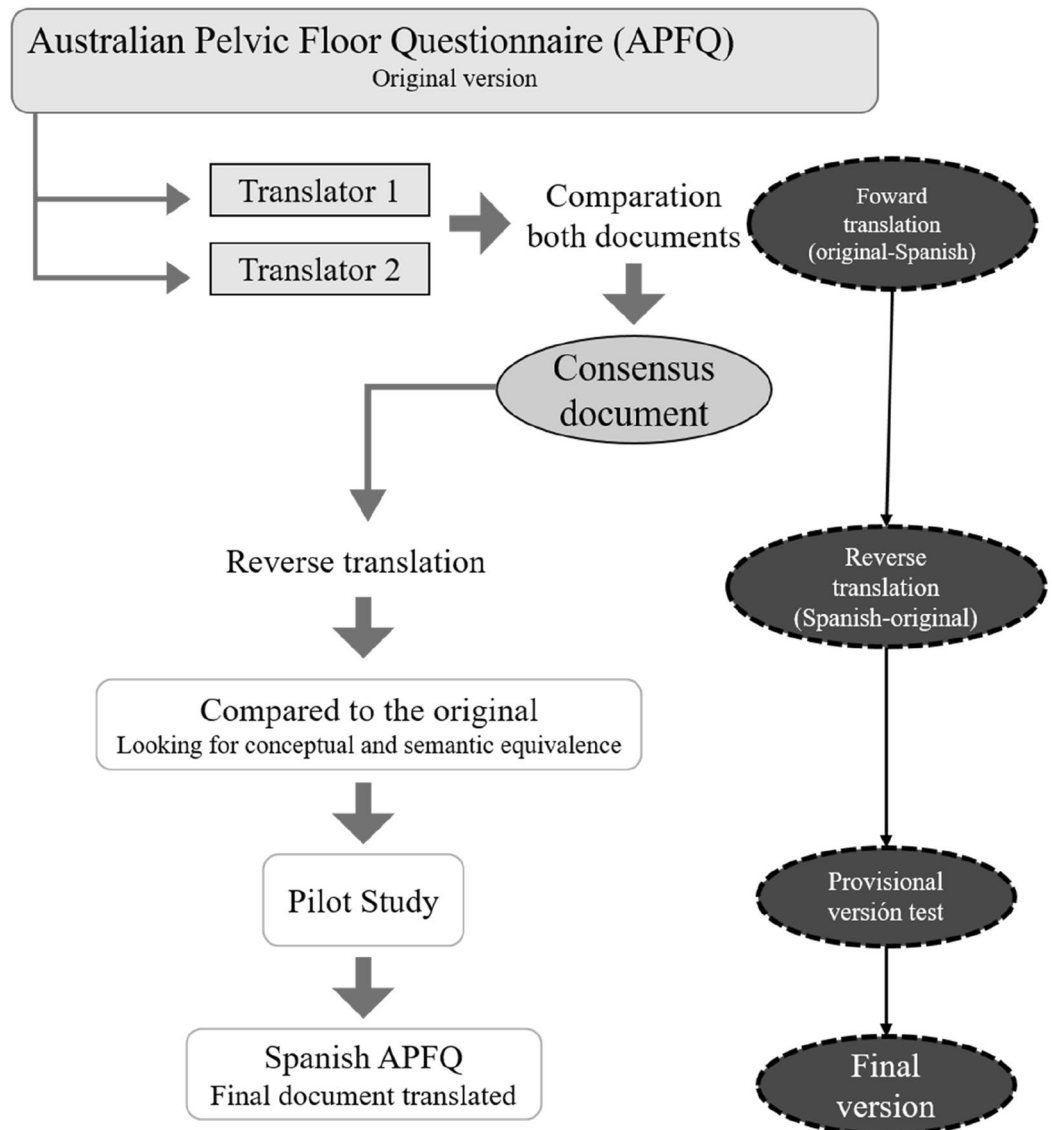 Australian Pelvic Floor Questionnaire (APFQ)
Original version
Translator 1
Translator 2
Comparation
both documents
Foward
translation
(original-Spanish)
Consensus
document
Reverse translation
Reverse
translation
(Spanish-original)
Compared to the original
Looking for conceptual and semantic equivalence
Pilot Study
Provisional
versión test
Spanish APFQ
Final document translated
Final
version